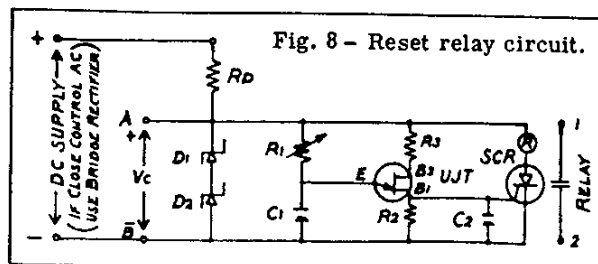 Fig. 8 – Reset relay circuit.
+
–
DC SUPPLY
(IF CLOSE CONTROL AC)
USE BRIDGE RECTIFIER)
RD
A
+
VC
B
D1
D2
R1
C1
E
R3
B2
UJT
B1
R2
C2
SCR
R
1
RELAY
2